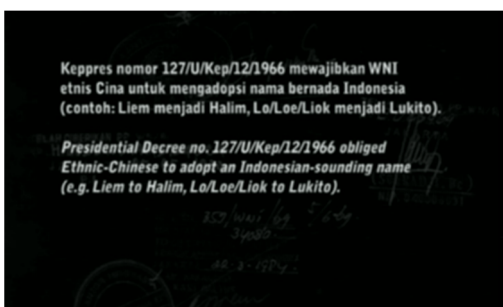 Keppres nomor 127/U/Kep/12/1966 mewajibkan WNI
etnis Cina untuk mengadopsi nama bernada Indonesia
(contoh: Liem menjadi Halim, Lo/Loe/Liok menjadi Lukito).
Presidential Decree no. 127/U/Kep/12/1966 obliged
Ethnic-Chinese to adopt an Indonesian-sounding name
(e.g. Liem to Halim, Lo/Loe/Liok to Lukito).